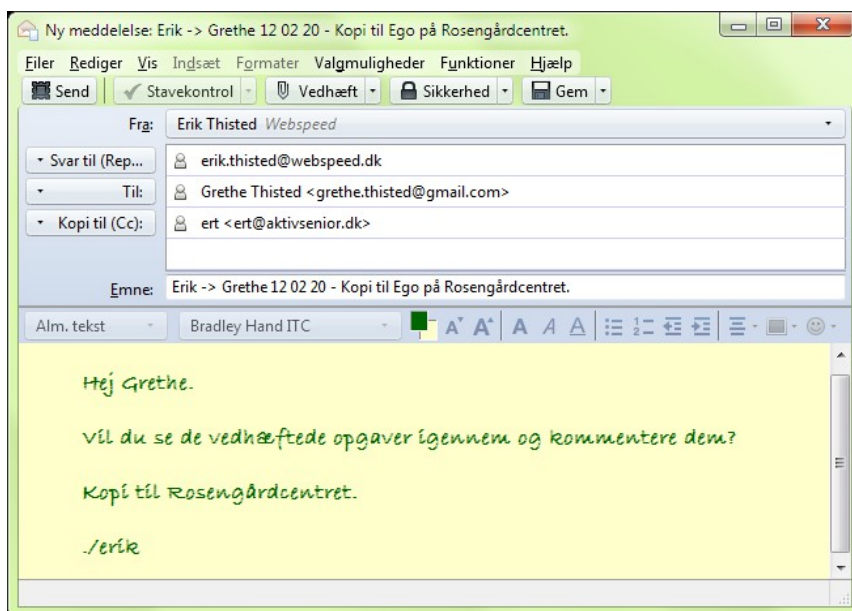 Ny meddelelse: Erik -> Grethe 12 02 20 - Kopi til Ego på Rosengårdcentret.
Filer Rediger Vis Indsæt Formater Valgmuligheder Funktioner Hjælp
Send Stavekontrol Vedhæft Sikkerhed Gem
Fra: Erik Thisted Webspeed
Svar til (Rep... erik.thisted@webspeed.dk
Til: Grethe Thisted <grethe.thisted@gmail.com>
Kopi til (Cc): ert <ert@aktivsenior.dk>
Emne: Erik -> Grethe 12 02 20 - Kopi til Ego på Rosengårdcentret.
Alm. tekst Bradley Hand ITC
Hej Grethe.
Vil du se de vedhæftede opgaver igennem og kommentere dem?
Kopi til Rosengårdcentret.
./erik